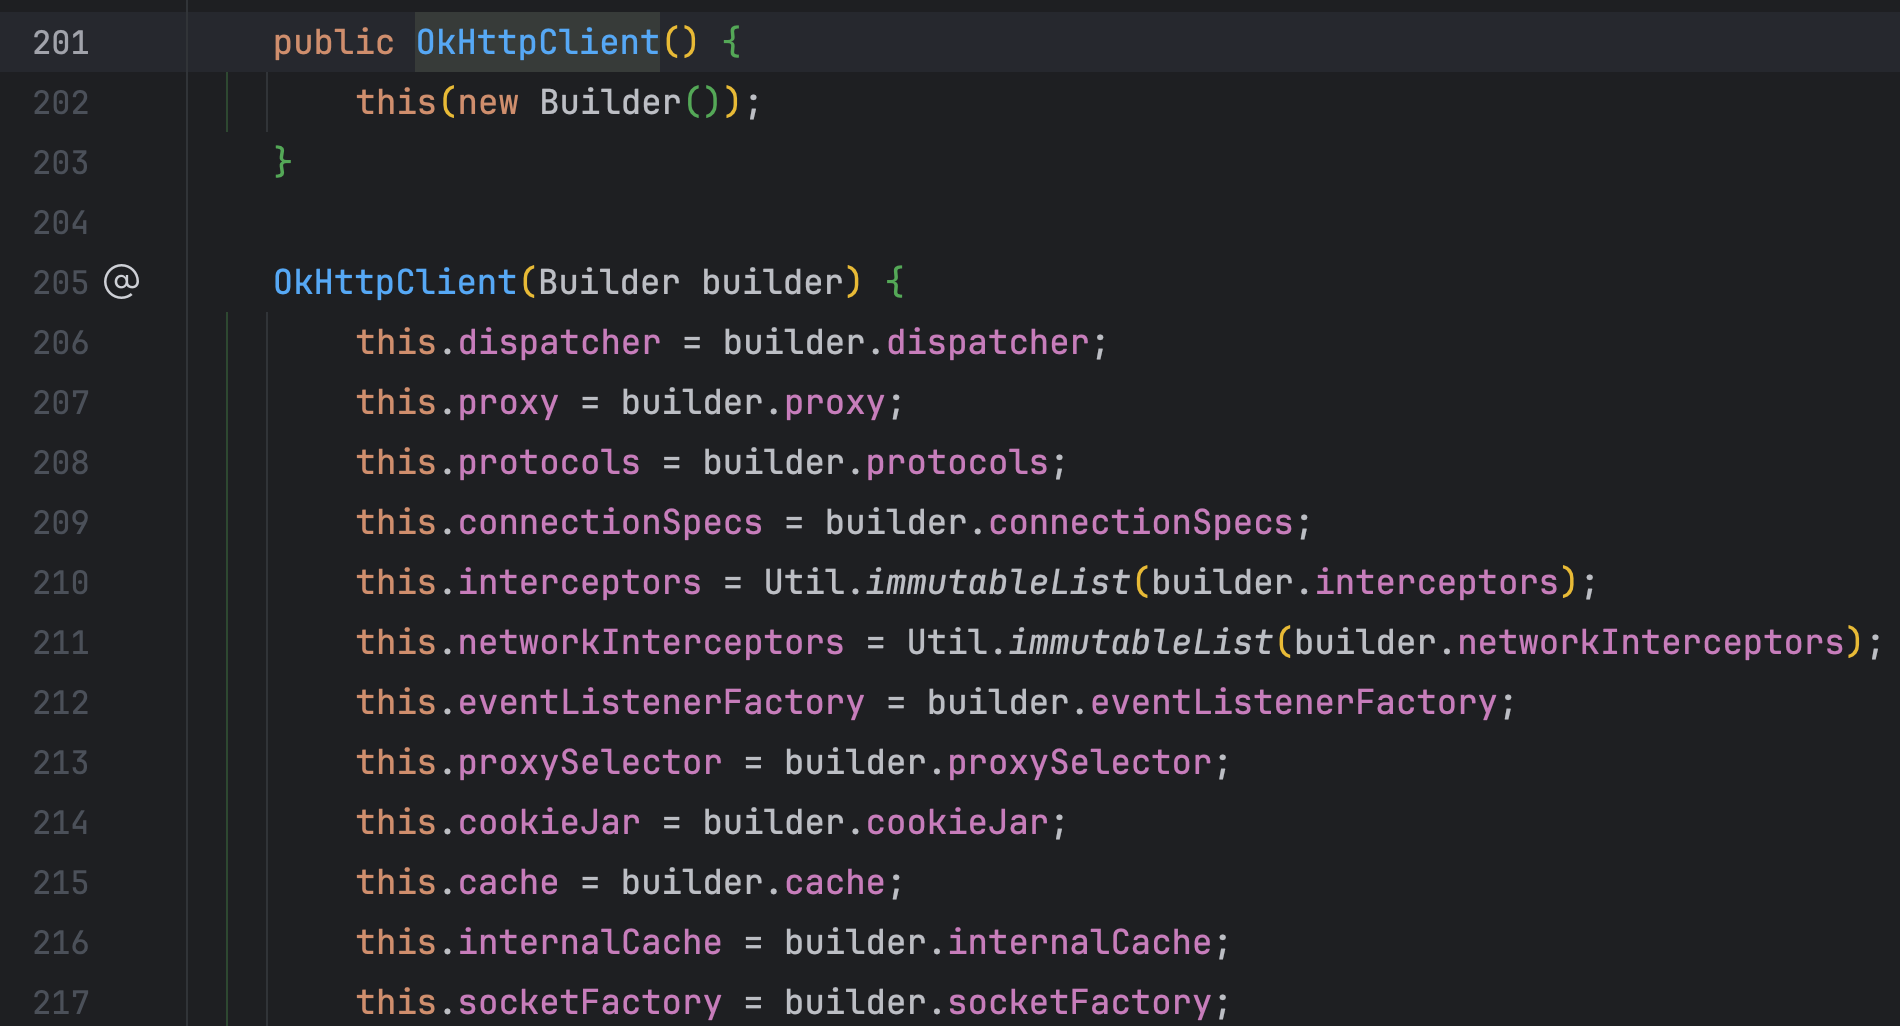 201 public OkHttpClient() {
202 this(new Builder());
203 }
204
205 @ OkHttpClient(Builder builder) {
206 this.dispatcher = builder.dispatcher;
207 this.proxy = builder.proxy;
208 this.protocols = builder.protocols;
209 this.connectionSpecs = builder.connectionSpecs;
210 this.interceptors = Util.immutableList(builder.interceptors);
211 this.networkInterceptors = Util.immutableList(builder.networkInterceptors);
212 this.eventListenerFactory = builder.eventListenerFactory;
213 this.proxySelector = builder.proxySelector;
214 this.cookieJar = builder.cookieJar;
215 this.cache = builder.cache;
216 this.internalCache = builder.internalCache;
217 this.socketFactory = builder.socketFactory;